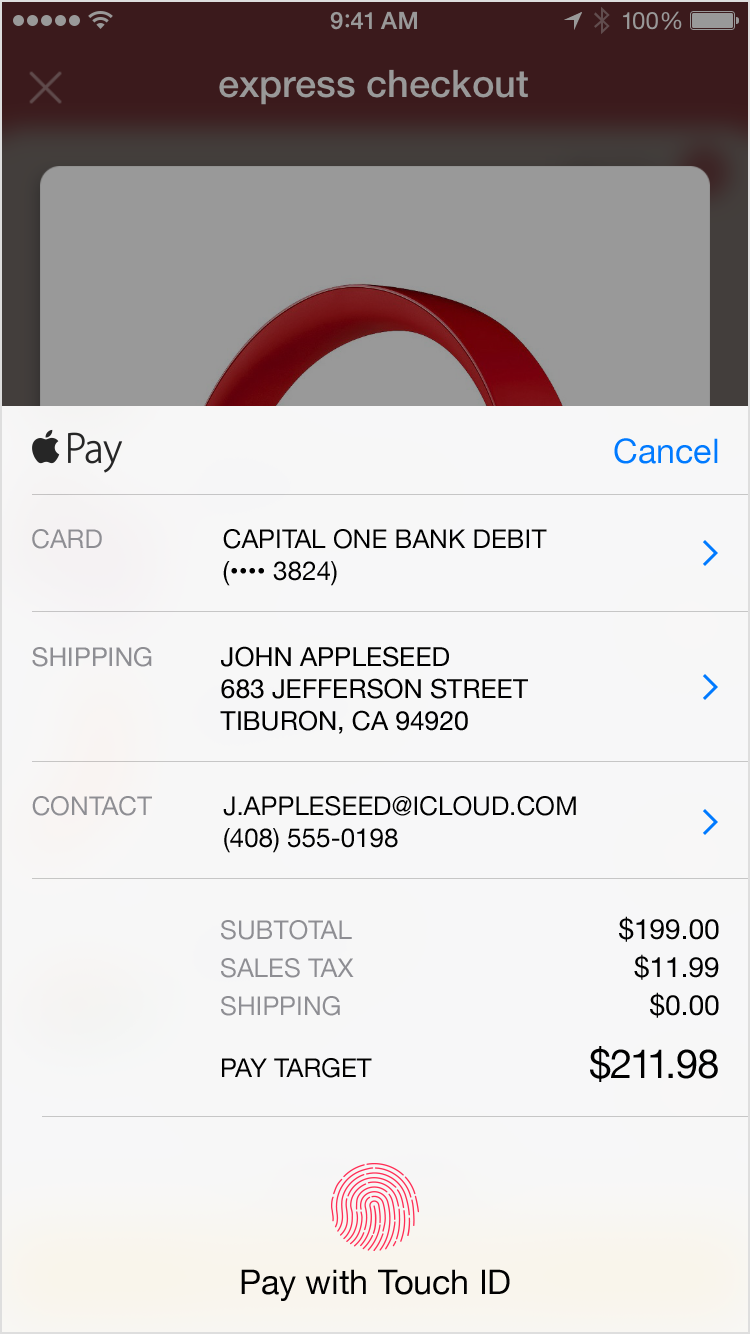 9:41 AM 100%
express checkout
Pay Cancel
CARD CAPITAL ONE BANK DEBIT
(•••• 3824)
SHIPPING JOHN APPLESEED
683 JEFFERSON STREET
TIBURON, CA 94920
CONTACT J.APPLESEED@ICLOUD.COM
(408) 555-0198
SUBTOTAL $199.00
SALES TAX $11.99
SHIPPING $0.00
PAY TARGET $211.98
Pay with Touch ID